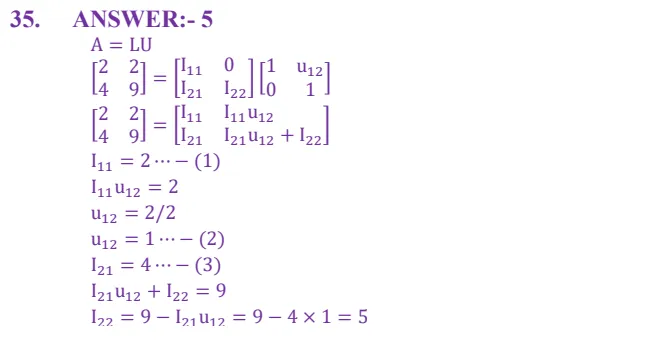 35. ANSWER:- 5
A = LU
[2 2
4 9] = [I₁₁ 0
I₂₁ I₂₂] [1 u₁₂
0 1]
[2 2
4 9] = [I₁₁ I₁₁u₁₂
I₂₁ I₂₁u₁₂ + I₂₂]
I₁₁ = 2 ⋯ − (1)
I₁₁u₁₂ = 2
u₁₂ = 2/2
u₁₂ = 1 ⋯ − (2)
I₂₁ = 4 ⋯ − (3)
I₂₁u₁₂ + I₂₂ = 9
I₂₂ = 9 − I₂₁u₁₂ = 9 − 4 × 1 = 5